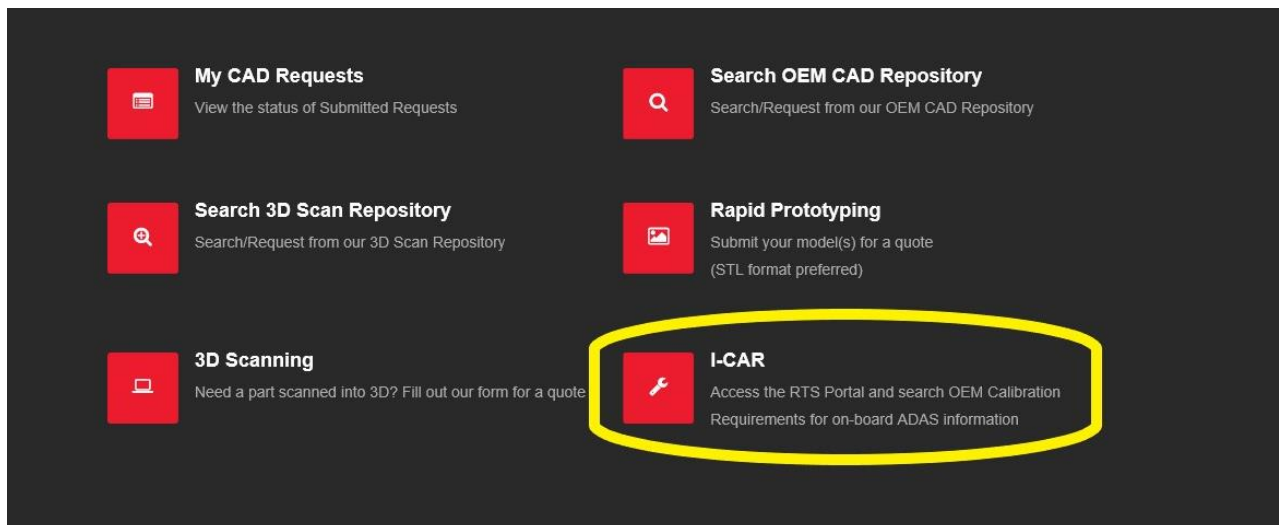 My CAD Requests
View the status of Submitted Requests
Search OEM CAD Repository
Search/Request from our OEM CAD Repository
Search 3D Scan Repository
Search/Request from our 3D Scan Repository
Rapid Prototyping
Submit your model(s) for a quote
(STL format preferred)
3D Scanning
Need a part scanned into 3D? Fill out our form for a quote
I-CAR
Access the RTS Portal and search OEM Calibration
Requirements for on-board ADAS information